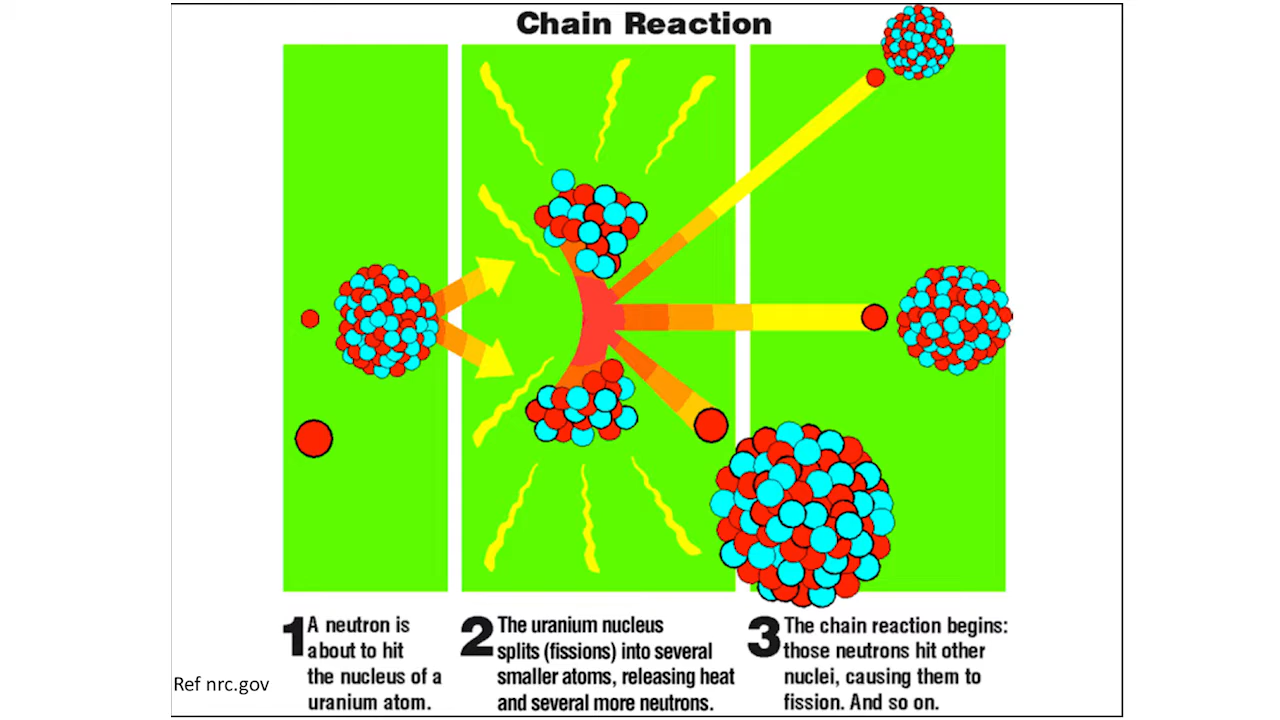 Chain Reaction
1 A neutron is
about to hit
the nucleus of a
uranium atom.
2 The uranium nucleus
splits (fissions) into several
smaller atoms, releasing heat
and several more neutrons.
3 The chain reaction begins:
those neutrons hit other
nuclei, causing them to
fission. And so on.
Ref nrc.gov